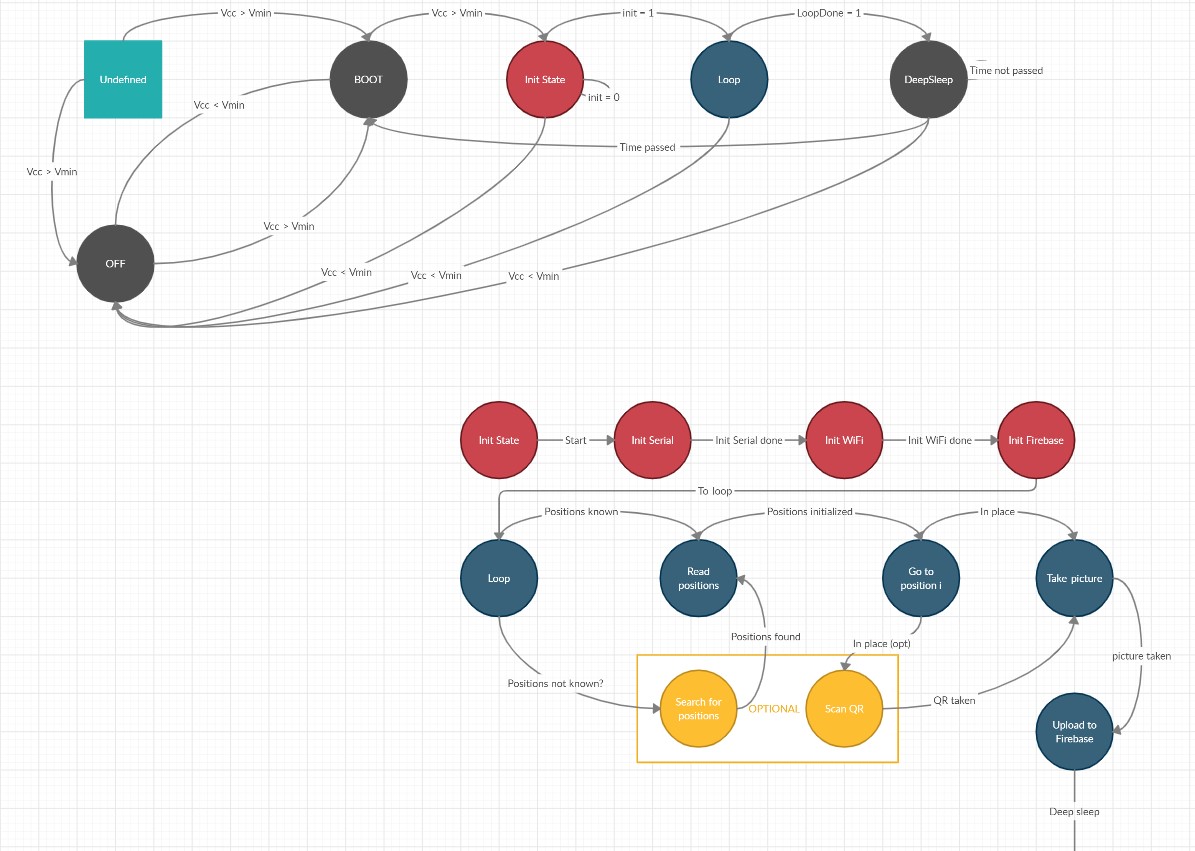 Vcc > Vmin
Vcc > Vmin
init = 1
LoopDone = 1
Undefined
BOOT
Init State
Loop
DeepSleep
Time not passed
init = 0
Vcc < Vmin
Time passed
Vcc > Vmin
Vcc > Vmin
OFF
Vcc < Vmin
Vcc < Vmin
Vcc < Vmin
Init State
Start
Init Serial
Init Serial done
Init WiFi
Init WiFi done
Init Firebase
To loop
Positions known
Positions initialized
In place
Loop
Read
positions
Go to
position i
Take picture
Positions found
In place (opt)
picture taken
Positions not known?
Search for
positions
OPTIONAL
Scan QR
QR taken
Upload to
Firebase
Deep sleep